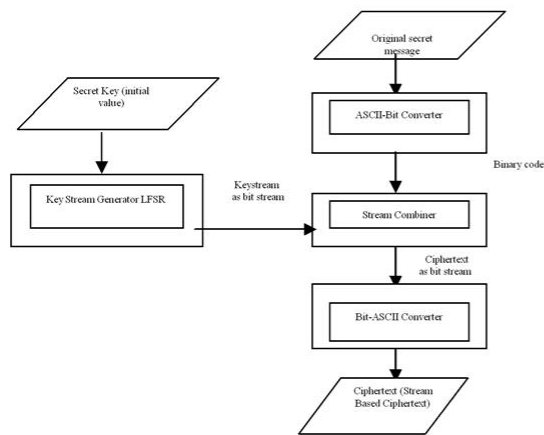 Original secret
message
Secret Key (initial
value)
ASCII-Bit Converter
Binary code
Key Stream Generator LFSR
Keystream
as bit stream
Stream Combiner
Ciphertext
as bit stream
Bit-ASCII Converter
Ciphertext (Stream
Based Ciphertext)